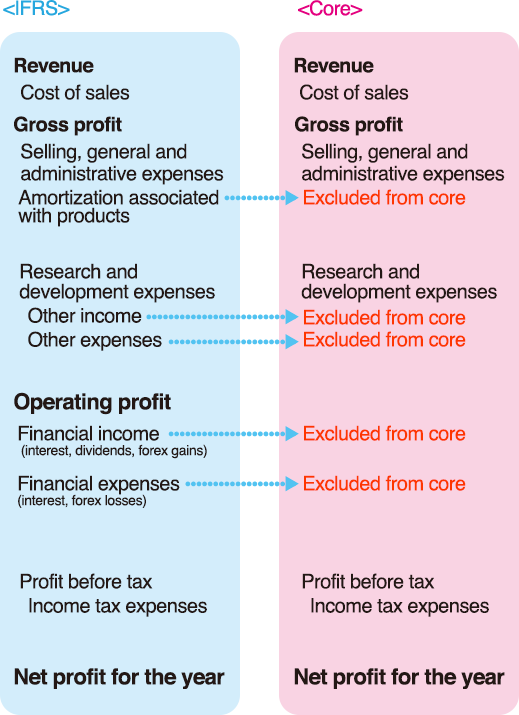 <IFRS>
<Core>
Revenue
Revenue
Cost of sales
Cost of sales
Gross profit
Gross profit
Selling, general and
administrative expenses
Selling, general and
administrative expenses
Amortization associated
with products
Excluded from core
Research and
development expenses
Research and
development expenses
Other income
Excluded from core
Other expenses
Excluded from core
Operating profit
Financial income
(interest, dividends, forex gains)
Excluded from core
Financial expenses
(interest, forex losses)
Excluded from core
Profit before tax
Profit before tax
Income tax expenses
Income tax expenses
Net profit for the year
Net profit for the year